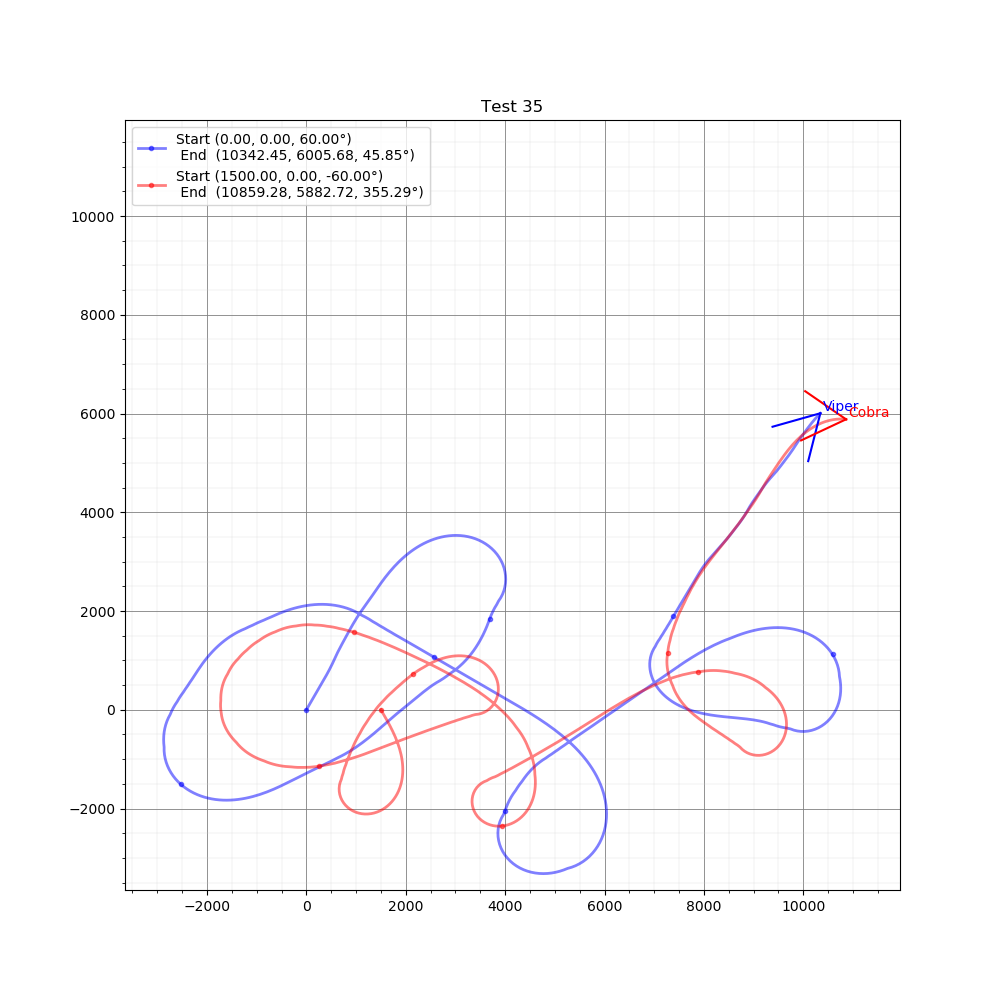 Test 35
Start (0.00, 0.00, 60.00°)
End (10342.45, 6005.68, 45.85°)
Start (1500.00, 0.00, -60.00°)
End (10859.28, 5882.72, 355.29°)
10000
8000
6000
4000
2000
0
−2000
Viper
Cobra
−2000 0 2000 4000 6000 8000 10000